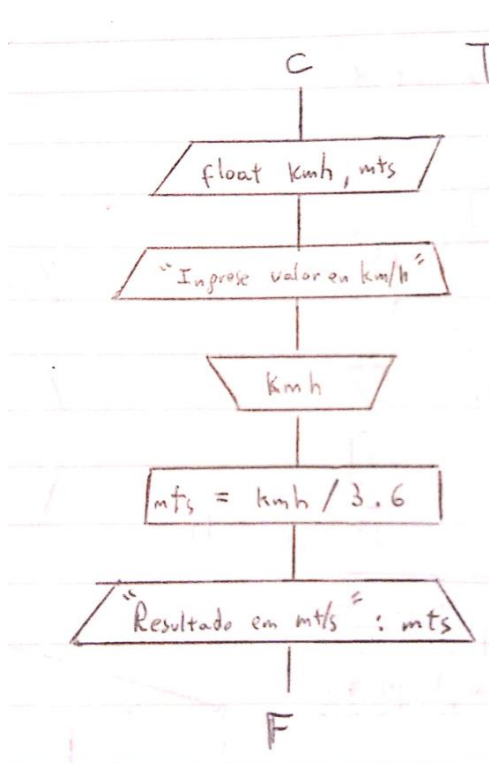 C
T
float kmh, mts
"Ingrese valor en km/h"
kmh
mts = kmh / 3.6
"Resultado em mt/s" : mts
F